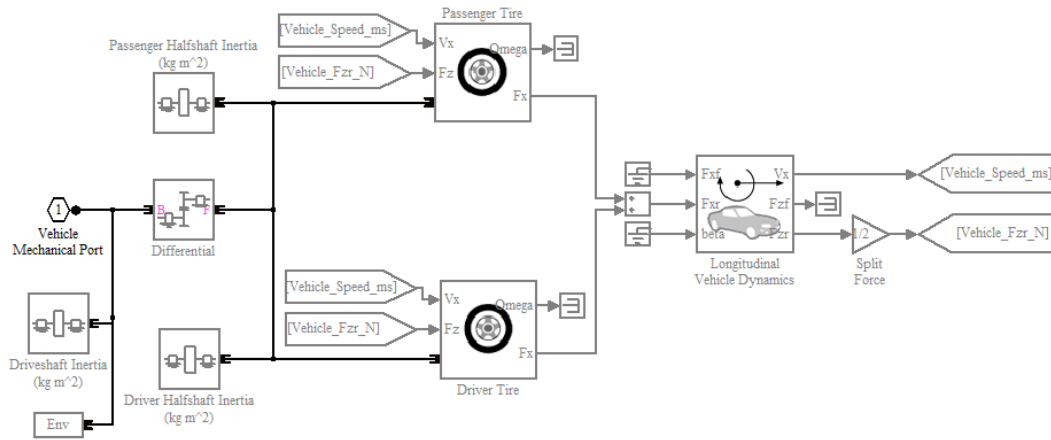 Passenger Tire
[Vehicle_Speed_ms]
Vx
Omega
[Vehicle_Fzr_N]
Fz
Fx
Passenger Halfshaft Inertia
(kg m^2)
1
Vehicle
Mechanical Port
B
F
Differential
Fxf
Vx
[Vehicle_Speed_ms]
Fxr
Fzf
beta
Fzr
1/2
[Vehicle_Fzr_N]
Longitudinal
Vehicle Dynamics
Split
Force
[Vehicle_Speed_ms]
Vx
Omega
[Vehicle_Fzr_N]
Fz
Fx
Driver Tire
Driveshaft Inertia
(kg m^2)
Driver Halfshaft Inertia
(kg m^2)
Env